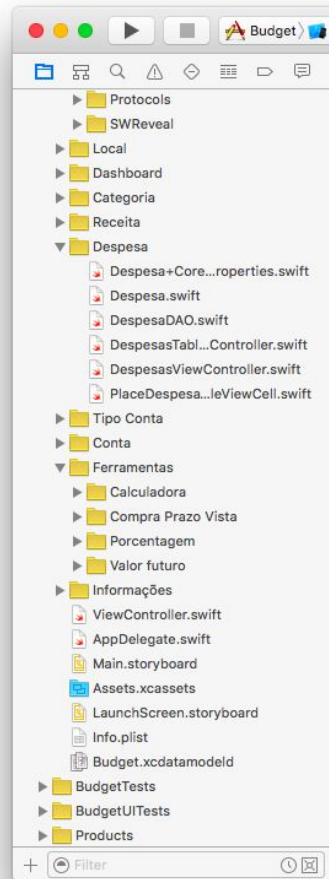 Budget
Protocols
SWReveal
Local
Dashboard
Categoria
Receita
Despesa
Despesa+Core...roperties.swift
Despesa.swift
DespesaDAO.swift
DespesasTabl...Controller.swift
DespesasViewController.swift
PlaceDespesa...leViewCell.swift
Tipo Conta
Conta
Ferramentas
Calculadora
Compra Prazo Vista
Porcentagem
Valor futuro
Informações
ViewController.swift
AppDelegate.swift
Main.storyboard
Assets.xcassets
LaunchScreen.storyboard
Info.plist
Budget.xcdatamodeld
BudgetTests
BudgetUITests
Products
Filter